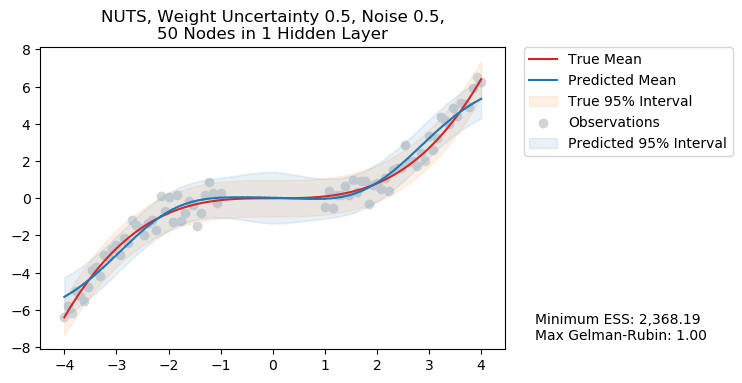 NUTS, Weight Uncertainty 0.5, Noise 0.5,
50 Nodes in 1 Hidden Layer
8
6
4
2
0
−2
−4
−6
−8
−4
−3
−2
−1
0
1
2
3
4
True Mean
Predicted Mean
True 95% Interval
Observations
Predicted 95% Interval
Minimum ESS: 2,368.19
Max Gelman-Rubin: 1.00